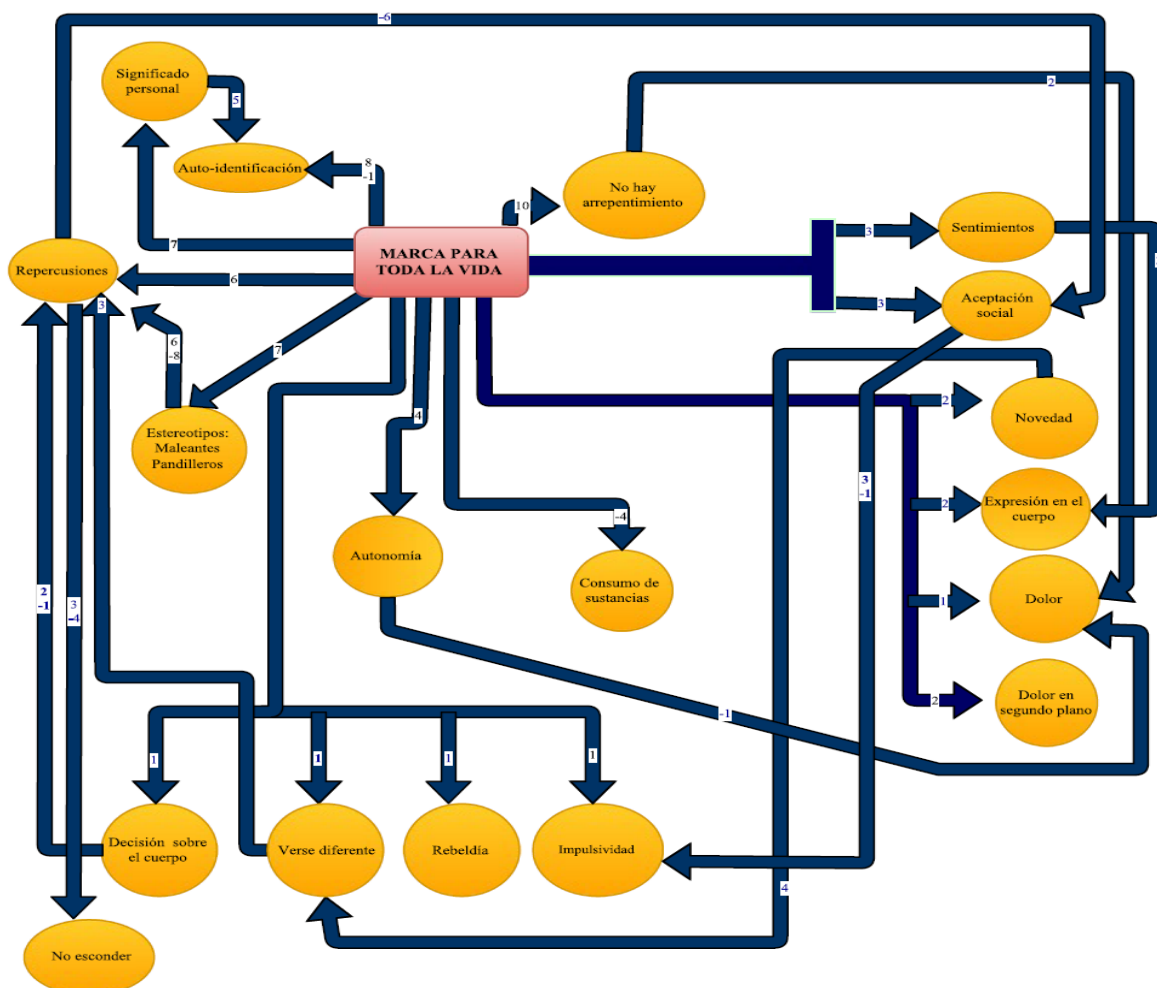 -6
Significado
personal
5
2
Auto-identificación
8
-1
No hay
arrepentimiento
10
7
MARCA PARA
TODA LA VIDA
Sentimientos
3
Repercusiones
6
Aceptación
social
3
3
6
-8
7
Novedad
2
Estereotipos:
Maleantes
Pandilleros
4
3
-1
Expresión en el
cuerpo
2
-4
Autonomía
Consumo de
sustancias
2
-1
3
-4
Dolor
1
Dolor en
segundo plano
2
-1
1
1
1
1
Decisión sobre
el cuerpo
Verse diferente
Rebeldía
Impulsividad
4
No esconder